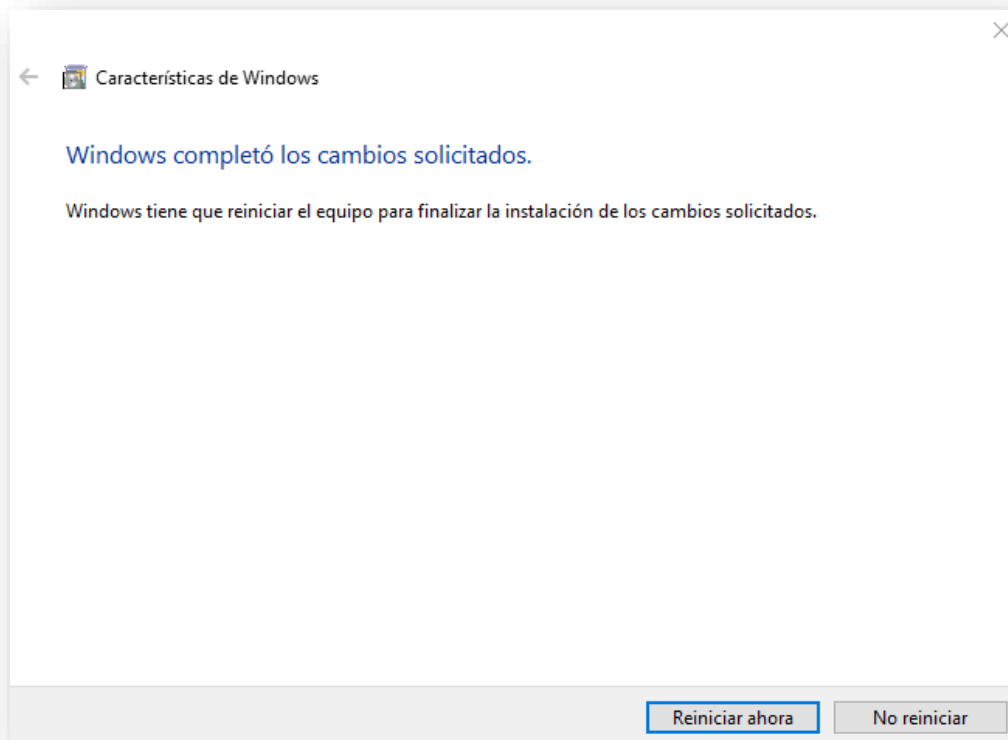 Características de Windows
Windows completó los cambios solicitados.
Windows tiene que reiniciar el equipo para finalizar la instalación de los cambios solicitados.
Reiniciar ahora
No reiniciar